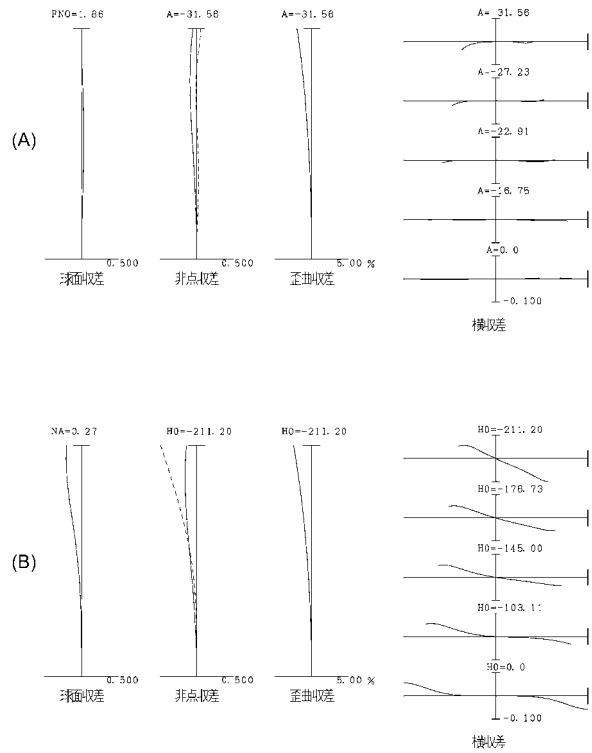 FNO=1.86 A=-31.56 A=-31.56
A=-31.56
A=-27.23
A=-22.91
A=-16.75
A=0.0
(A)
0.500 0.500 5.00 %
球面収差 非点収差 歪曲収差
-0.100
横収差
NA=0.27 H0=-211.20 H0=-211.20
H0=-211.20
H0=-176.73
H0=-145.00
H0=-103.11
H0=0.0
(B)
0.500 0.500 5.00 %
球面収差 非点収差 歪曲収差
-0.100
横収差